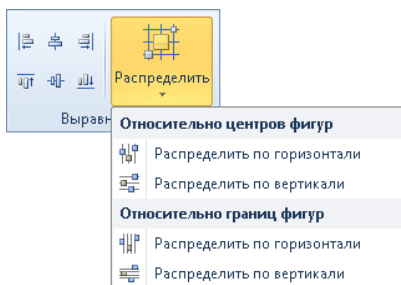 Распределить
Выравн
Относительно центров фигур
Распределить по горизонтали
Распределить по вертикали
Относительно границ фигур
Распределить по горизонтали
Распределить по вертикали